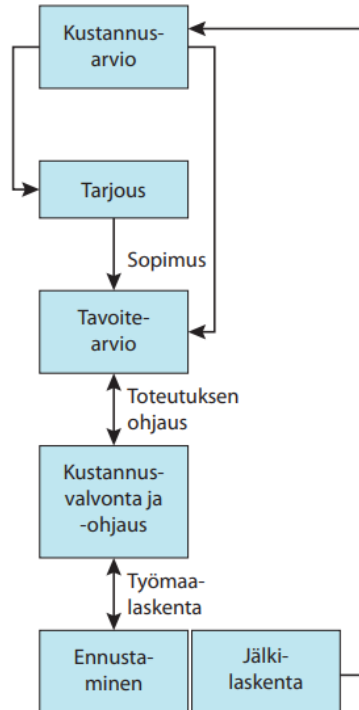 Kustannus-
arvio
Tarjous
Sopimus
Tavoite-
arvio
Toteutuksen
ohjaus
Kustannus-
valvonta ja
-ohjaus
Työmaa-
laskenta
Ennusta-
minen
Jälki-
laskenta